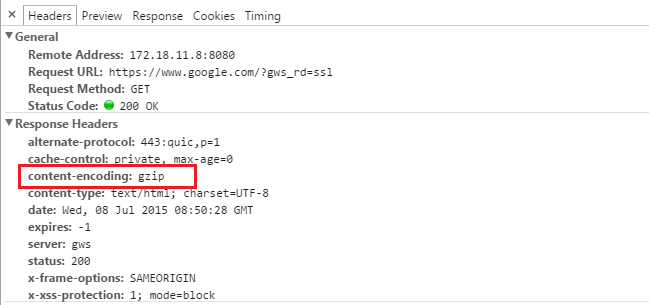 × Headers Preview Response Cookies Timing
▼ General
Remote Address: 172.18.11.8:8080
Request URL: https://www.google.com/?gws_rd=ssl
Request Method: GET
Status Code: 200 OK
▼ Response Headers
alternate-protocol: 443:quic,p=1
cache-control: private, max-age=0
content-encoding: gzip
content-type: text/html; charset=UTF-8
date: Wed, 08 Jul 2015 08:50:28 GMT
expires: -1
server: gws
status: 200
x-frame-options: SAMEORIGIN
x-xss-protection: 1; mode=block